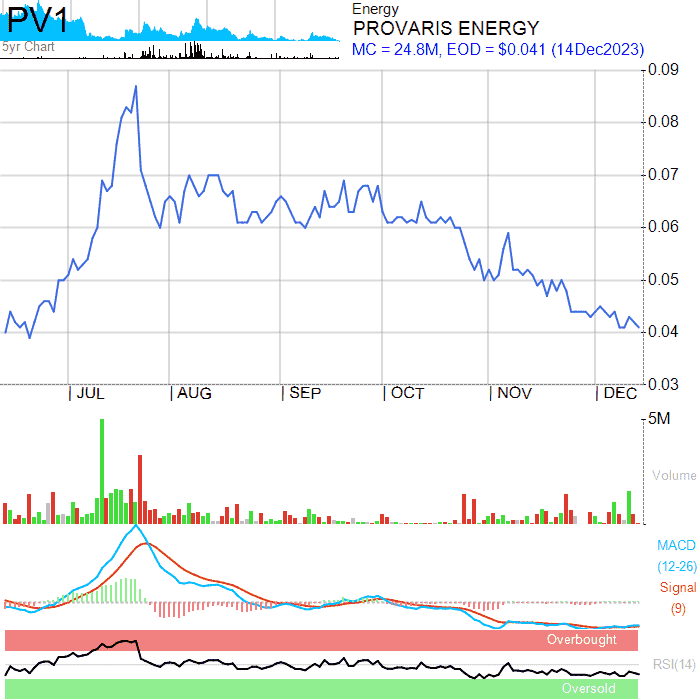 PV1
5yr Chart
Energy
PROVARIS ENERGY
MC = 24.8M, EOD = $0.041 (14Dec2023)
0.09
0.08
0.07
0.06
0.05
0.04
0.03
JUL AUG SEP OCT NOV DEC
5M
Volume
MACD
(12-26)
Signal
(9)
Overbought
RSI(14)
Oversold